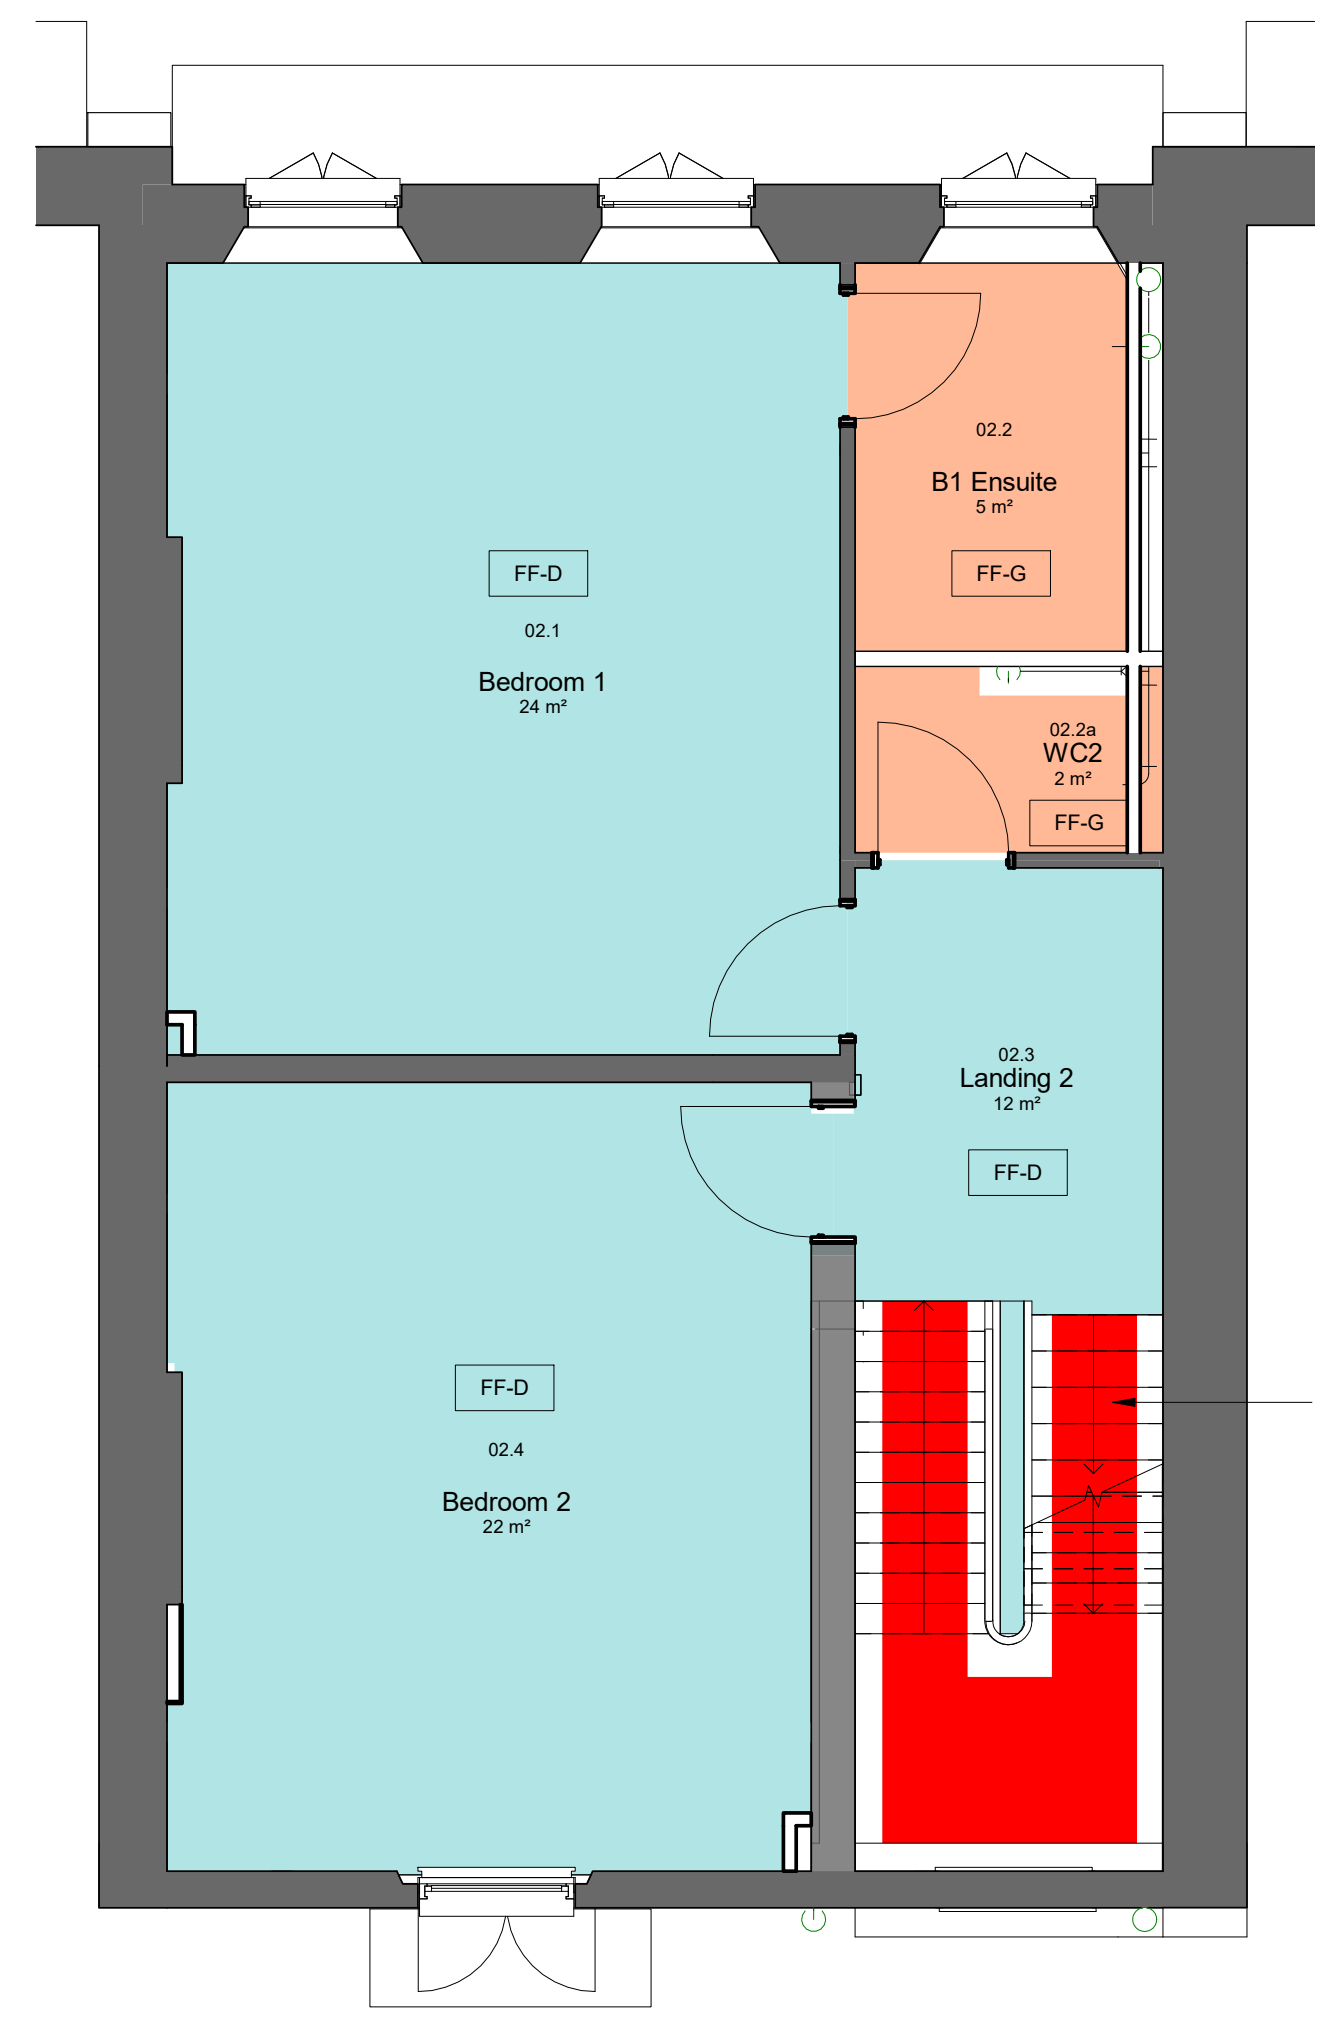 02.2
B1 Ensuite
5 m²
FF-G
FF-D
02.1
Bedroom 1
24 m²
02.2a
WC2
2 m²
FF-G
02.3
Landing 2
12 m²
FF-D
FF-D
02.4
Bedroom 2
22 m²